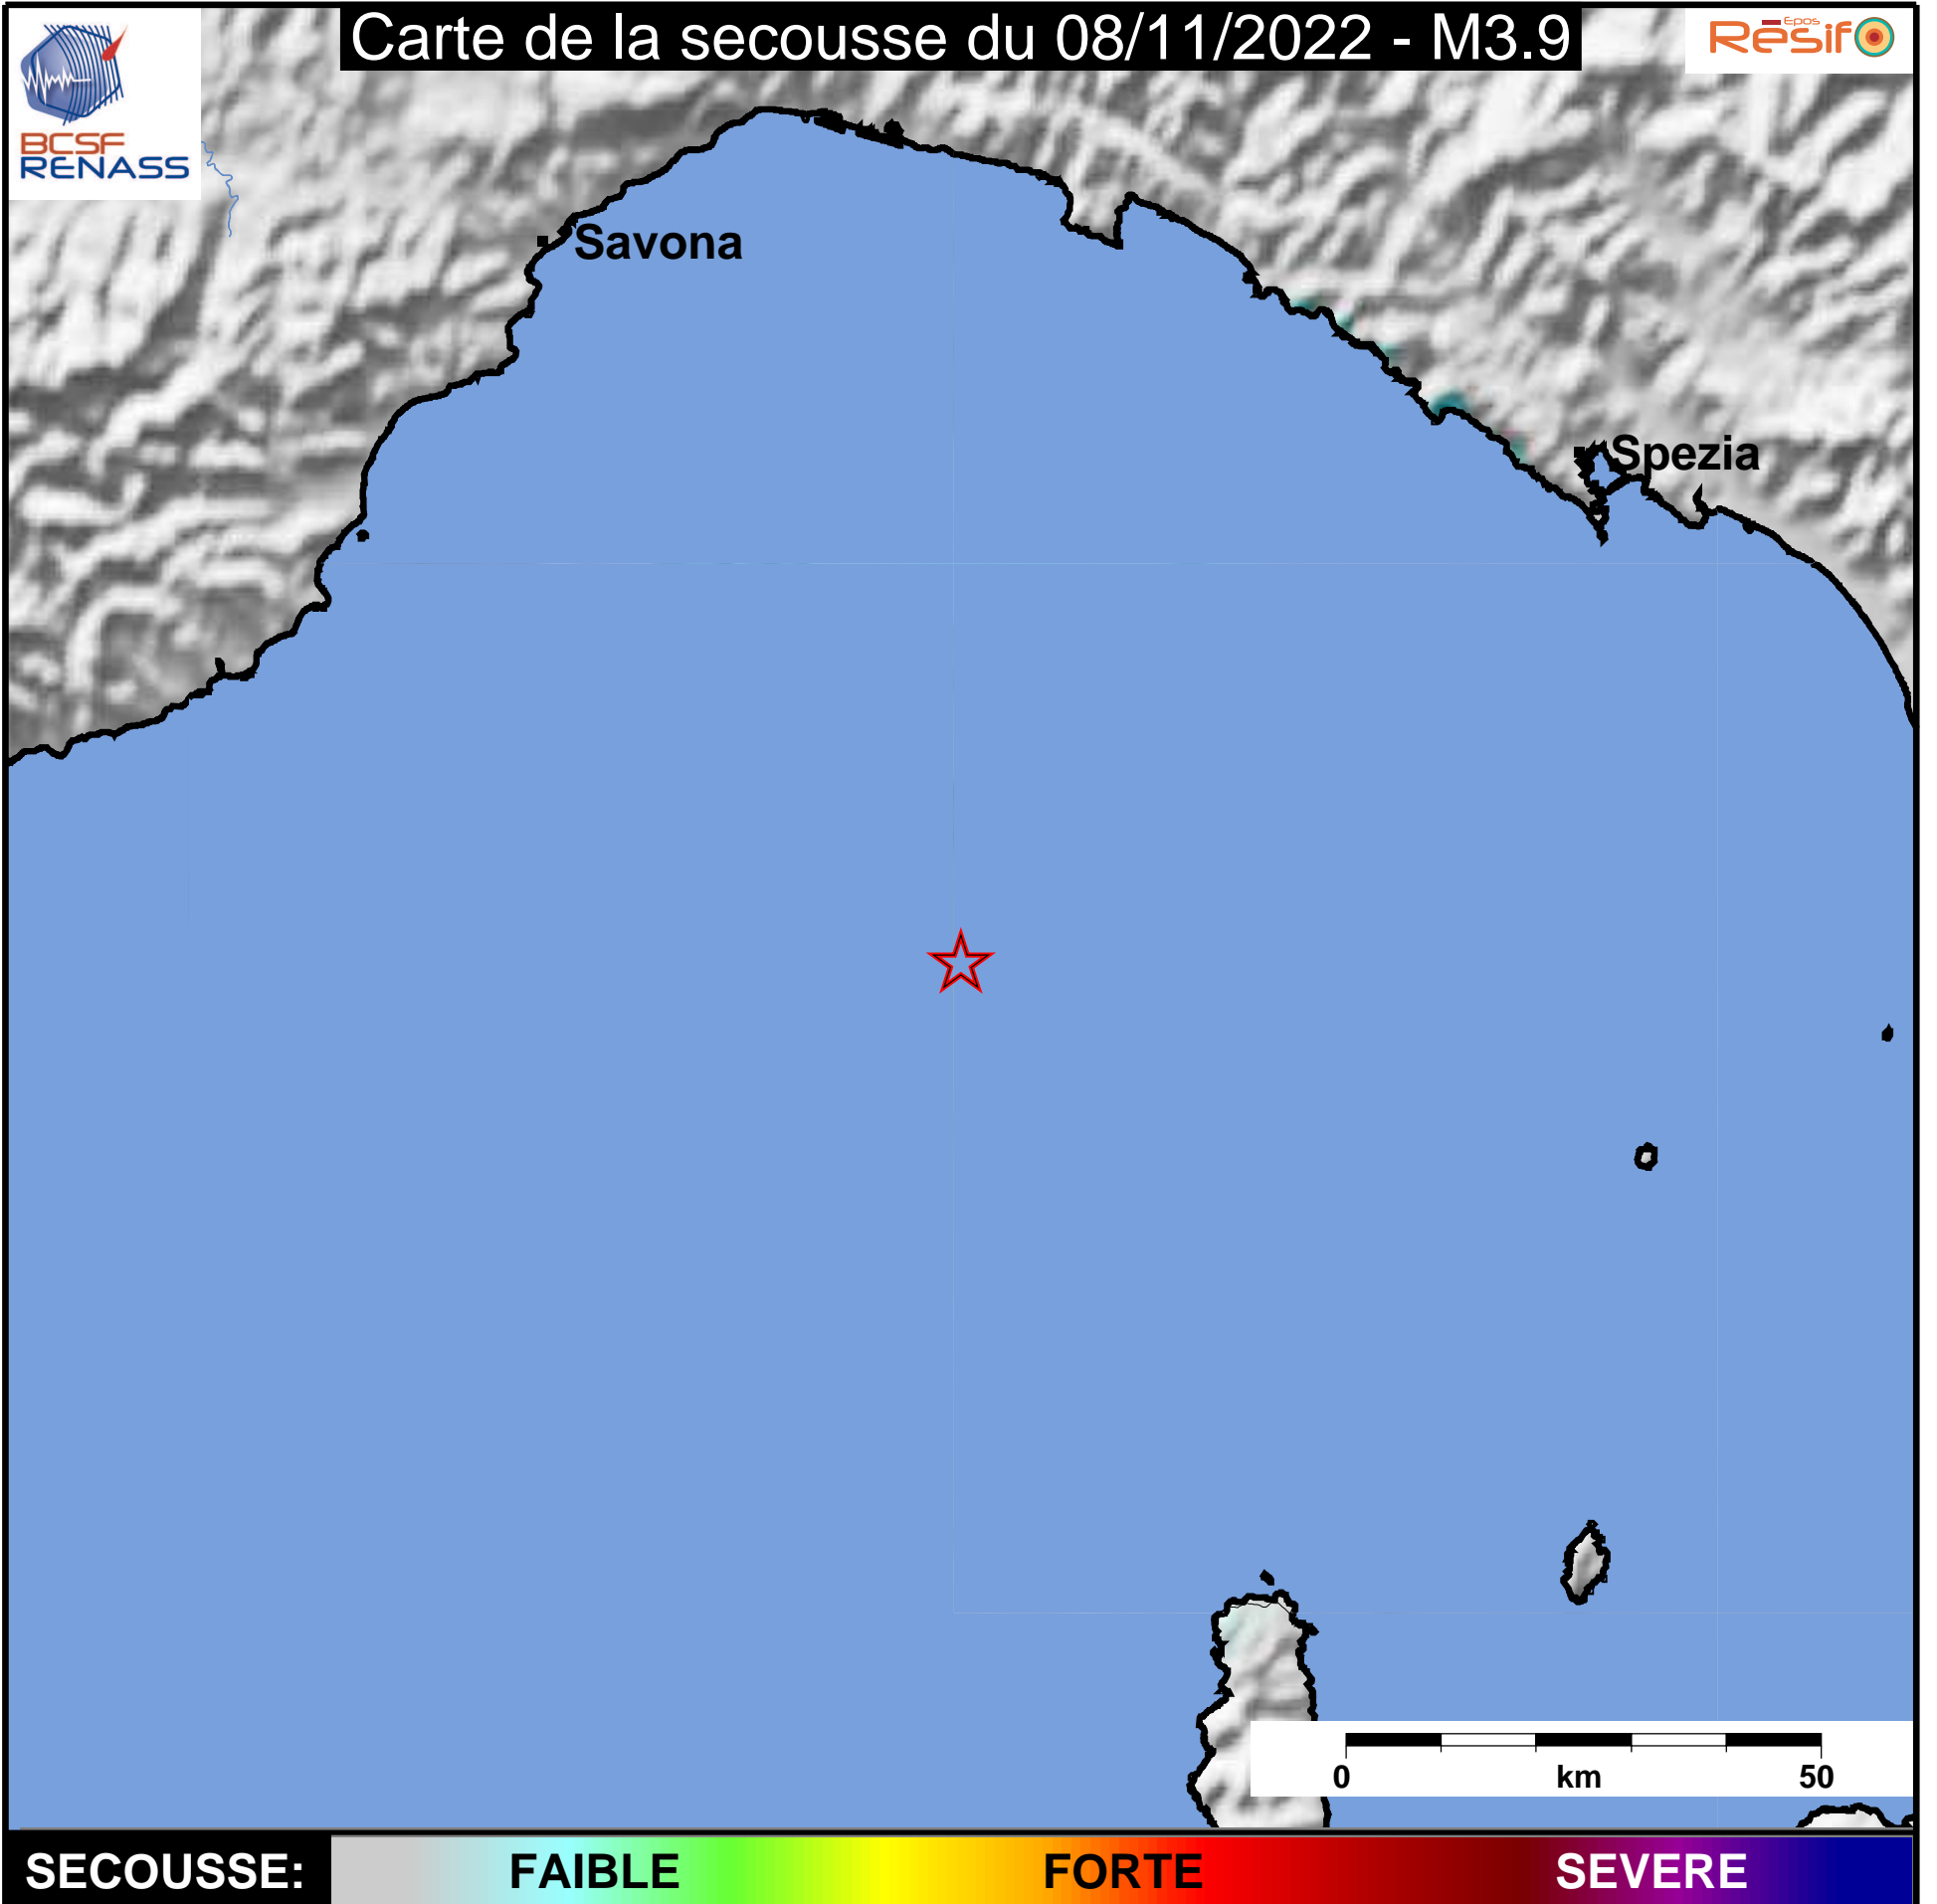 Carte de la secousse du 08/11/2022 - M3.9
BCSF
RENASS
Epos
Résif
Savona
Spezia
0 km 50
SECOUSSE: FAIBLE FORTE SEVERE